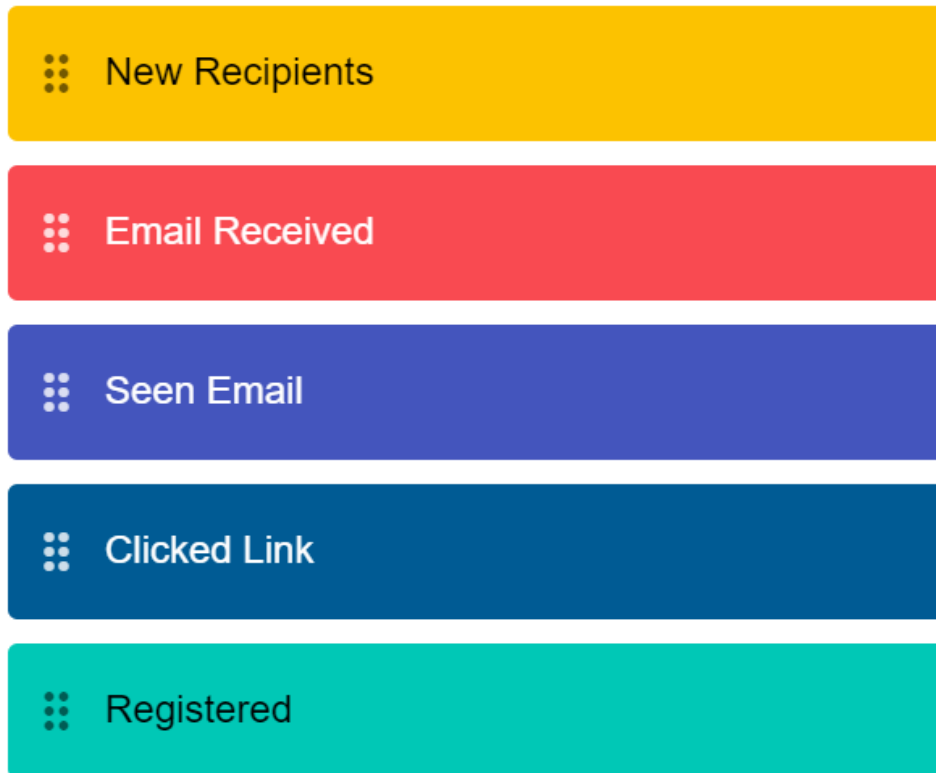 New Recipients
Email Received
Seen Email
Clicked Link
Registered